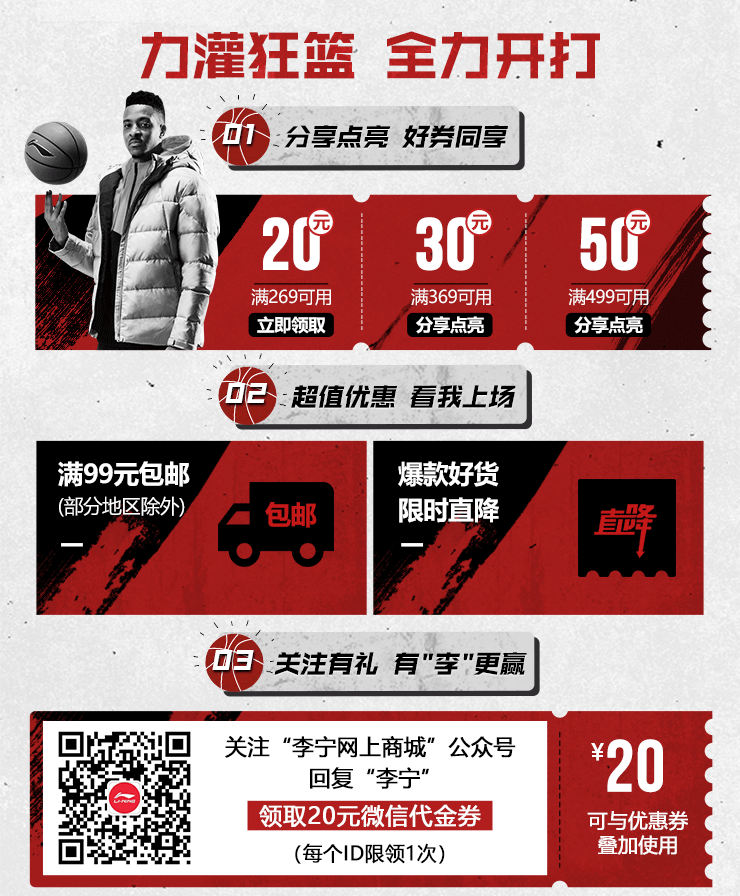 力灌狂篮 全力开打
01 分享点亮 好券同享
20元
满269可用
立即领取
30元
满369可用
分享点亮
50元
满499可用
分享点亮
02 超值优惠 看我上场
满99元包邮
(部分地区除外)
包邮
爆款好货
限时直降
直降
03 关注有礼 有"李"更赢
关注“李宁网上商城”公众号
回复“李宁”
领取20元微信代金券
(每个ID限领1次)
LI-NING
¥20
可与优惠券
叠加使用